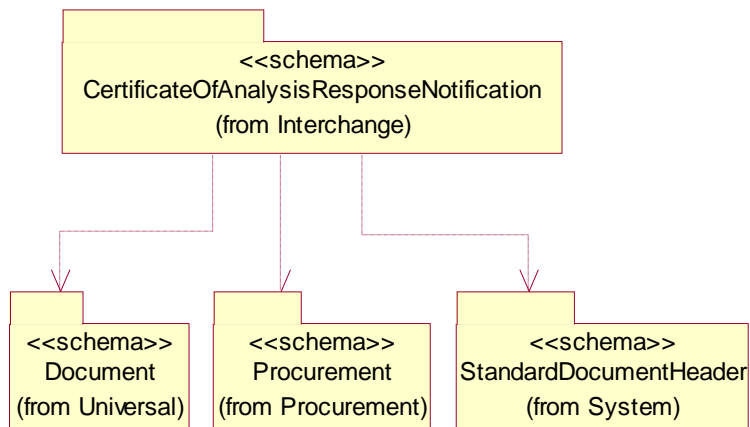 <<schema>>
CertificateOfAnalysisResponseNotification
(from Interchange)
<<schema>>
Document
(from Universal)
<<schema>>
Procurement
(from Procurement)
<<schema>>
StandardDocumentHeader
(from System)